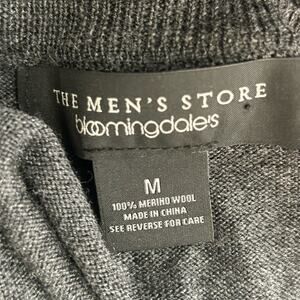 THE MEN'S STORE
bloomingdale's
M
100% MERINO WOOL
MADE IN CHINA
SEE REVERSE FOR CARE